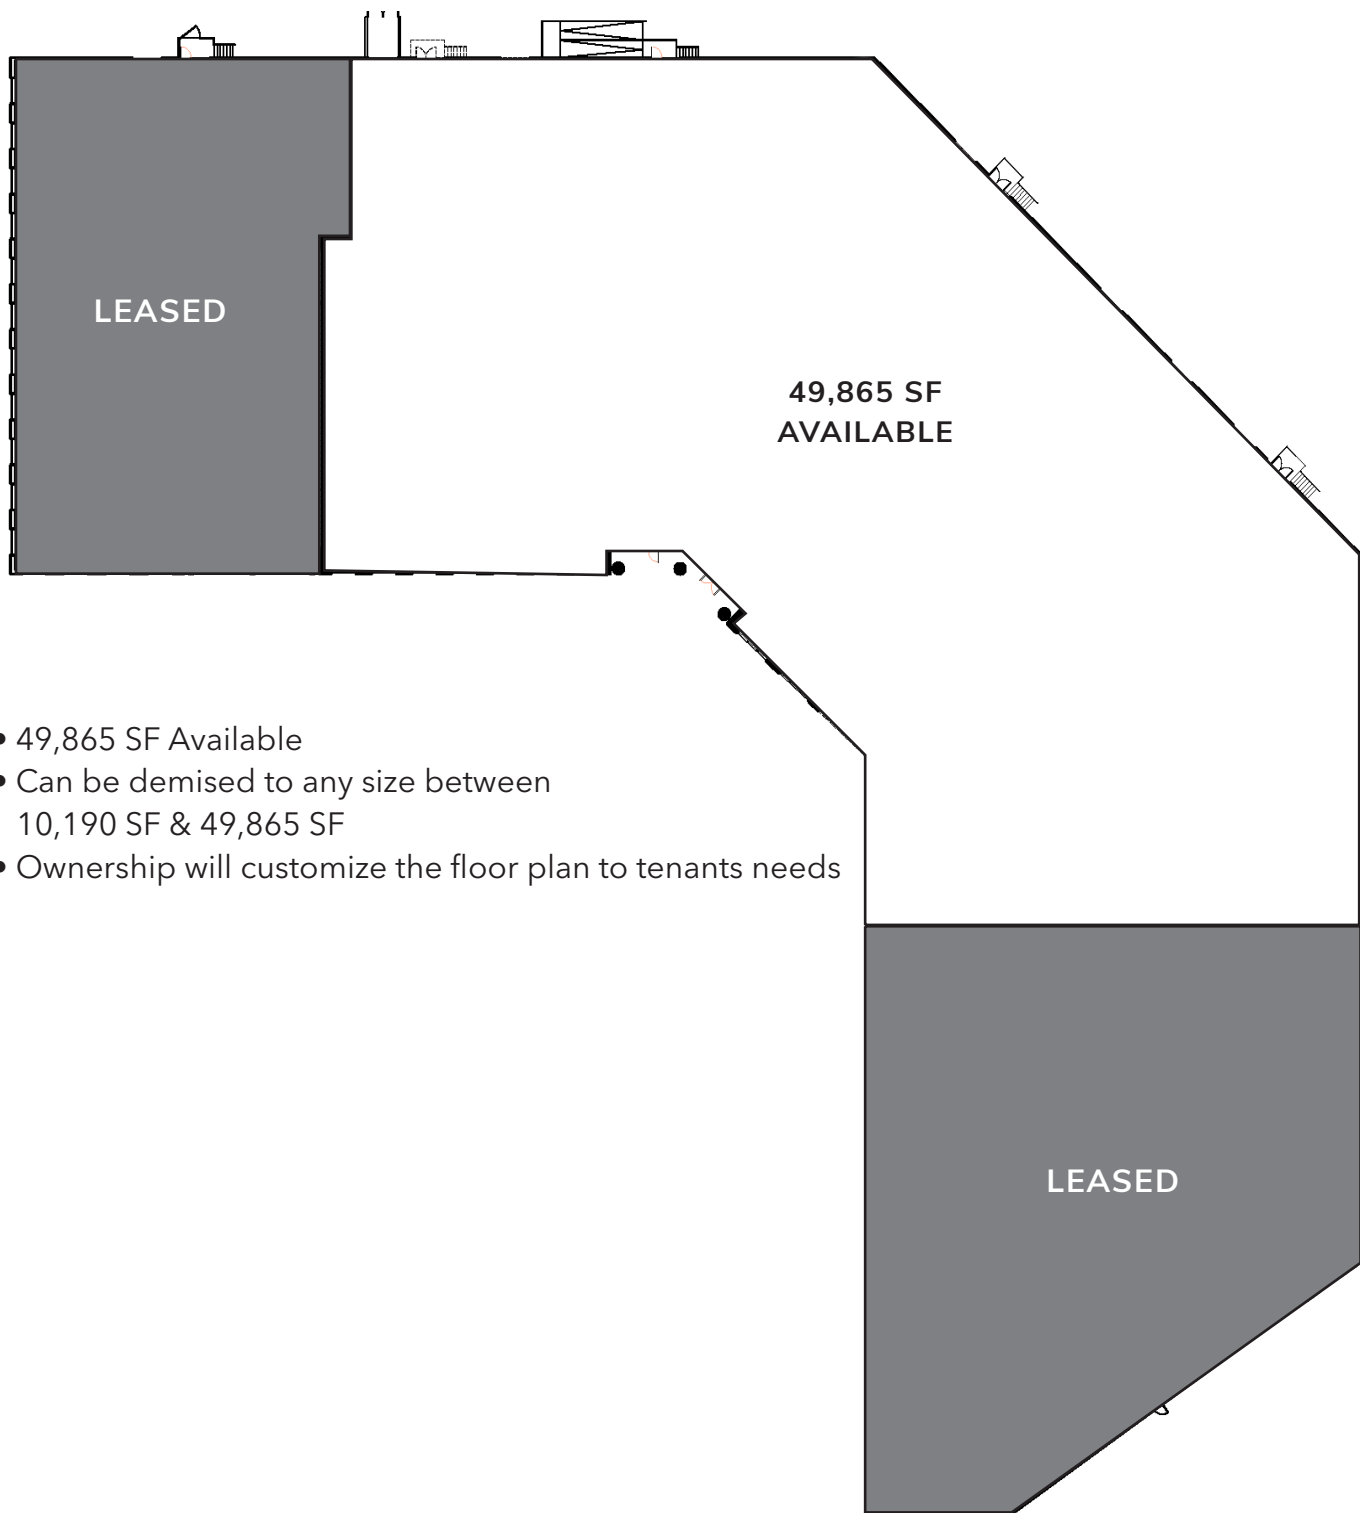 LEASED
49,865 SF
AVAILABLE
• 49,865 SF Available
• Can be demised to any size between
10,190 SF & 49,865 SF
• Ownership will customize the floor plan to tenants needs
LEASED